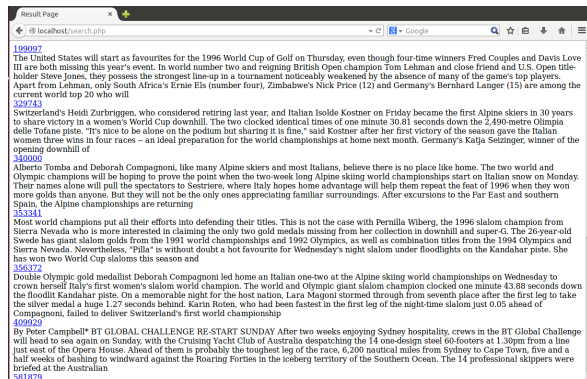 Result Page
localhost/search.php
Google
199097
The United States will start as favourites for the 1996 World Cup of Golf on Thursday, even though four-time winners Fred Couples and Davis Love
III are both missing this year's event. In world number two and reigning British Open champion Tom Lehman and close friend and U.S. Open title-
holder Steve Jones, they possess the strongest line-up in a tournament noticeably weakened by the absence of many of the game's top players.
Apart from Lehman, only South Africa's Ernie Els (number four), Zimbabwe's Nick Price (12) and Germany's Bernhard Langer (15) are among the
current world top 20 who will
329743
Switzerland's Heidi Zurbriggen, who considered retiring last year, and Italian Isolde Kostner on Friday became the first Alpine skiers in 30 years
to share victory in a women's World Cup downhill. The two clocked identical times of one minute 30.81 seconds down the 2,490-metre Olimpia
delle Tofane piste. "It's nice to be alone on the podium but sharing it is fine," said Kostner after her first victory of the season gave the Italian
women three wins in four races -- an ideal preparation for the world championships at home next month. Germany's Katja Seizinger, winner of the
opening downhill of
340000
Alberto Tomba and Deborah Compagnoni, like many Alpine skiers and most Italians, believe there is no place like home. The two world and
Olympic champions will be hoping to prove the point when the two-week long Alpine skiing world championships start on Italian snow on Monday.
Their names alone will pull the spectators to Sestriere, where Italy hopes home advantage will help them repeat the feat of 1996 when they won
more golds than anyone. But they will not be the only ones appreciating familiar surroundings. After excursions to the Far East and southern
Spain, the Alpine championships are returning
353341
Most world champions put all their efforts into defending their titles. This is not the case with Pernilla Wiberg, the 1996 slalom champion from
Sierra Nevada who is more interested in claiming the only two gold medals missing from her collection in downhill and super-G. The 26-year-old
Swede has giant slalom golds from the 1991 world championships and 1992 Olympics, as well as combination titles from the 1994 Olympics and
Sierra Nevada. Nevertheless, "Pilla" is without doubt a hot favourite for Wednesday's night slalom under floodlights on the Kandahar piste. She
has won two World Cup slaloms this season and
356372
Double Olympic gold medallist Deborah Compagnoni led home an Italian one-two at the Alpine skiing world championships on Wednesday to
crown herself Italy's first women's slalom world champion. The world and Olympic giant slalom champion clocked one minute 43.88 seconds down
the floodlit Kandahar piste. On a memorable night for the host nation, Lara Magoni stormed through from seventh place after the first leg to take
the silver medal a huge 1.27 seconds behind. Karin Roten, who had been fastest in the first leg of the night-time slalom just 0.05 ahead of
Compagnoni, failed to deliver Switzerland's first world championship
409929
By Peter Campbell* BT GLOBAL CHALLENGE RE-START SUNDAY After two weeks enjoying Sydney hospitality, crews in the BT Global Challenge
will head to sea again on Sunday, with the Cruising Yacht Club of Australia despatching the 14 one-design steel 60-footers at 1.30pm from a line
just east of the Opera House. Ahead of them is probably the toughest leg of the race, 6,200 nautical miles from Sydney to Cape Town, five and a
half weeks of bashing to windward against the Roaring Forties in the iceberg territory of the Southern Ocean. The 14 professional skippers were
briefed at the Australian
581879